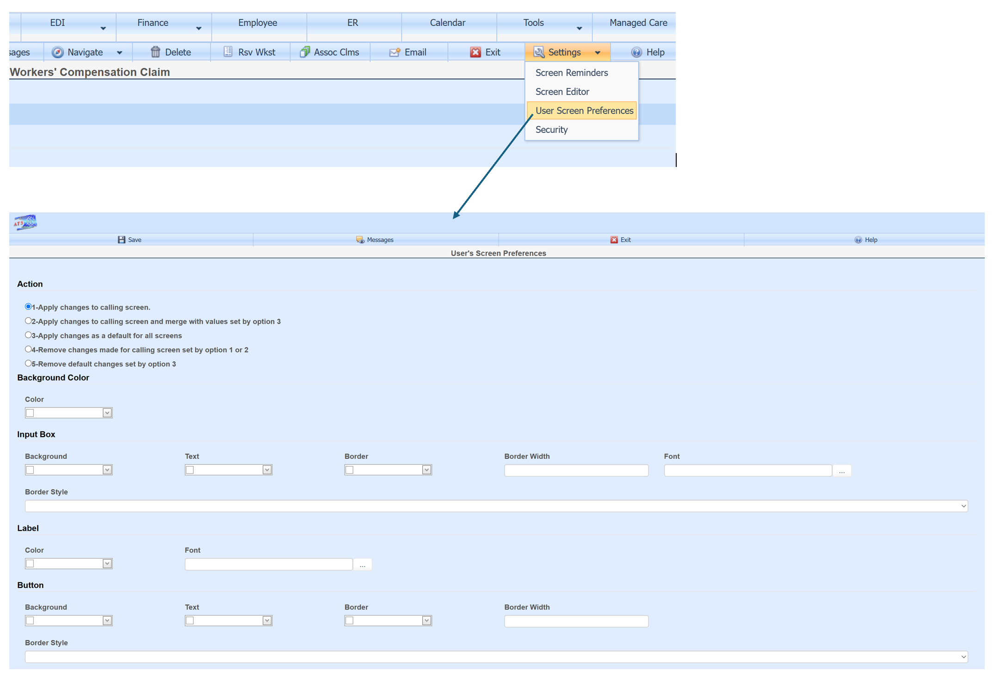 EDI Finance Employee ER Calendar Tools Managed Care
sages Navigate Delete Rsv Wkst Assoc Clms Email Exit Settings Help
Workers' Compensation Claim
Screen Reminders
Screen Editor
User Screen Preferences
Security
ATS
Save Messages Exit Help
User's Screen Preferences
Action
1-Apply changes to calling screen.
2-Apply changes to calling screen and merge with values set by option 3
3-Apply changes as a default for all screens
4-Remove changes made for calling screen set by option 1 or 2
5-Remove default changes set by option 3
Background Color
Color
Input Box
Background Text Border Border Width Font
...
Border Style
Label
Color Font
...
Button
Background Text Border Border Width
Border Style